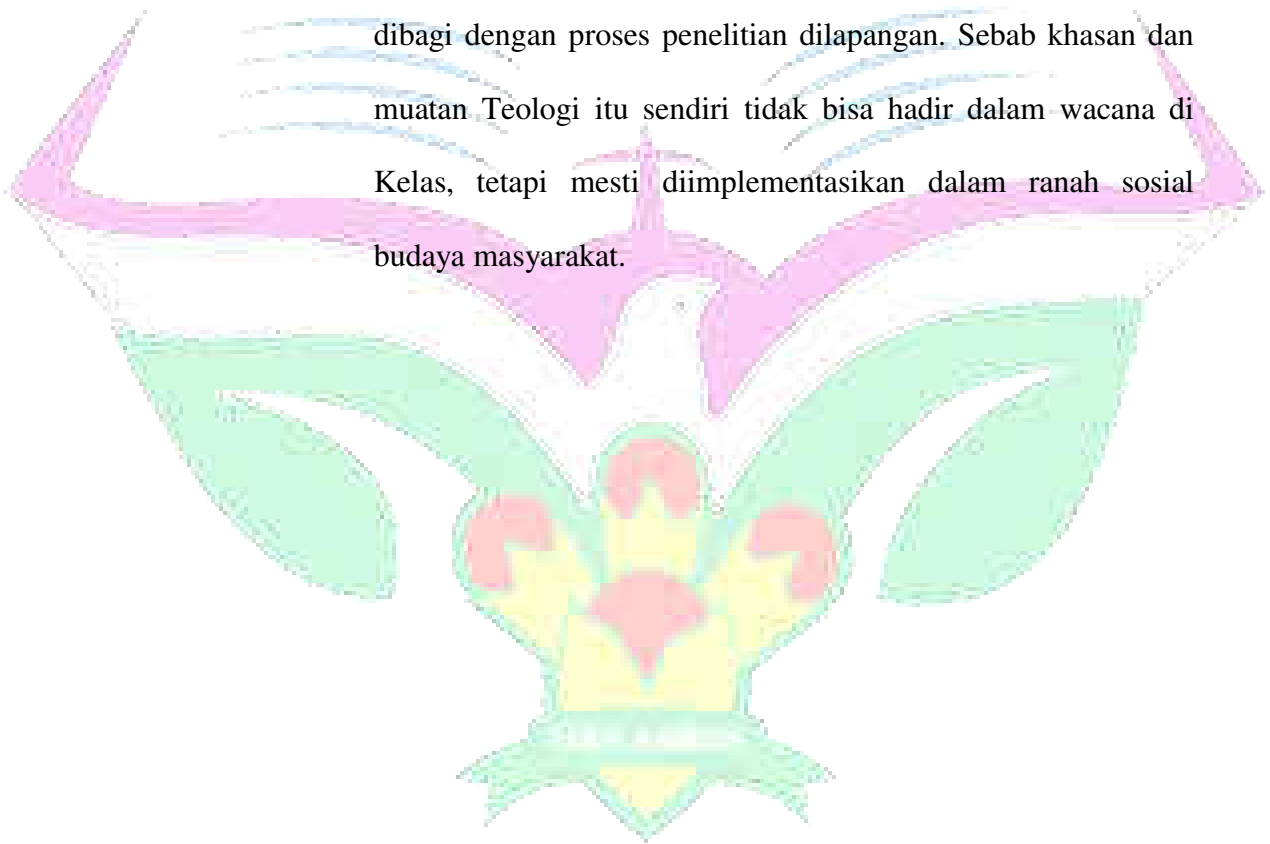 dibagi dengan proses penelitian dilapangan. Sebab khasan dan
muatan Teologi itu sendiri tidak bisa hadir dalam wacana di
Kelas, tetapi mesti diimplementasikan dalam ranah sosial
budaya masyarakat.